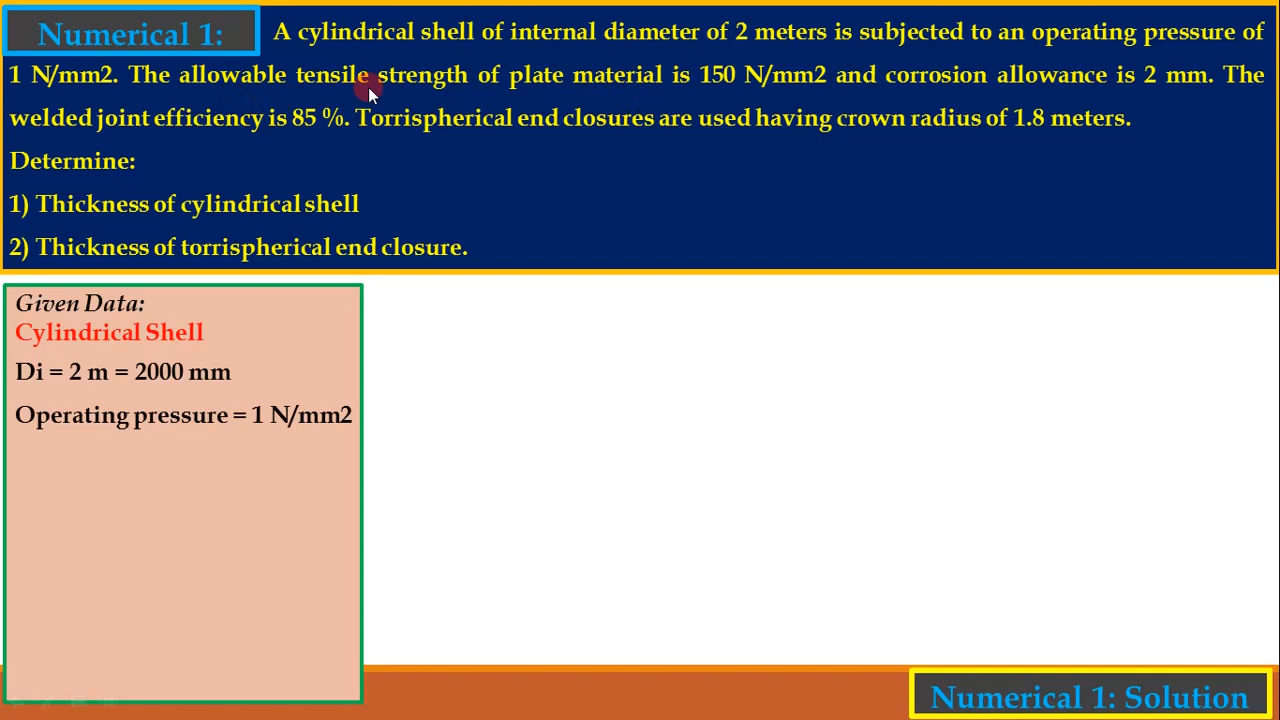 Numerical 1: A cylindrical shell of internal diameter of 2 meters is subjected to an operating pressure of
1 N/mm2. The allowable tensile strength of plate material is 150 N/mm2 and corrosion allowance is 2 mm. The
welded joint efficiency is 85 %. Torrispherical end closures are used having crown radius of 1.8 meters.
Determine:
1) Thickness of cylindrical shell
2) Thickness of torrispherical end closure.
Given Data:
Cylindrical Shell
Di = 2 m = 2000 mm
Operating pressure = 1 N/mm2
Numerical 1: Solution